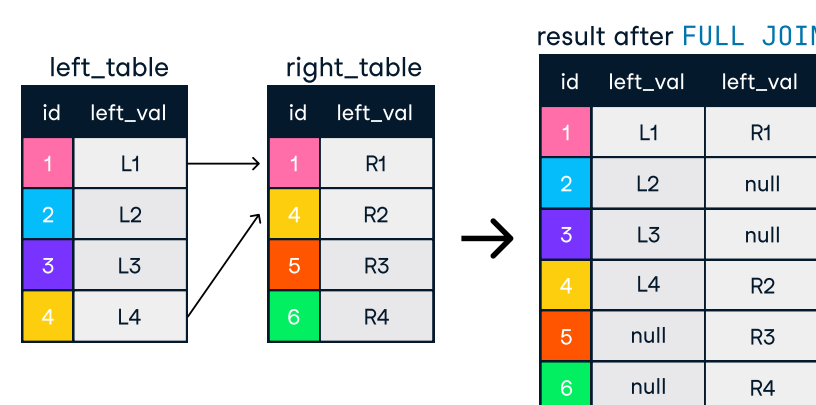 left_table
id left_val
1 L1
2 L2
3 L3
4 L4
right_table
id left_val
1 R1
4 R2
5 R3
6 R4
result after FULL JOIN
id left_val left_val
1 L1 R1
2 L2 null
3 L3 null
4 L4 R2
5 null R3
6 null R4